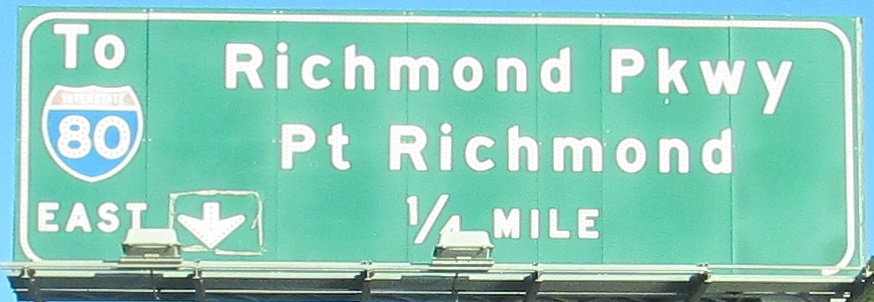 To Richmond Pkwy
INTERSTATE
80
Pt Richmond
EAST 1/4 MILE